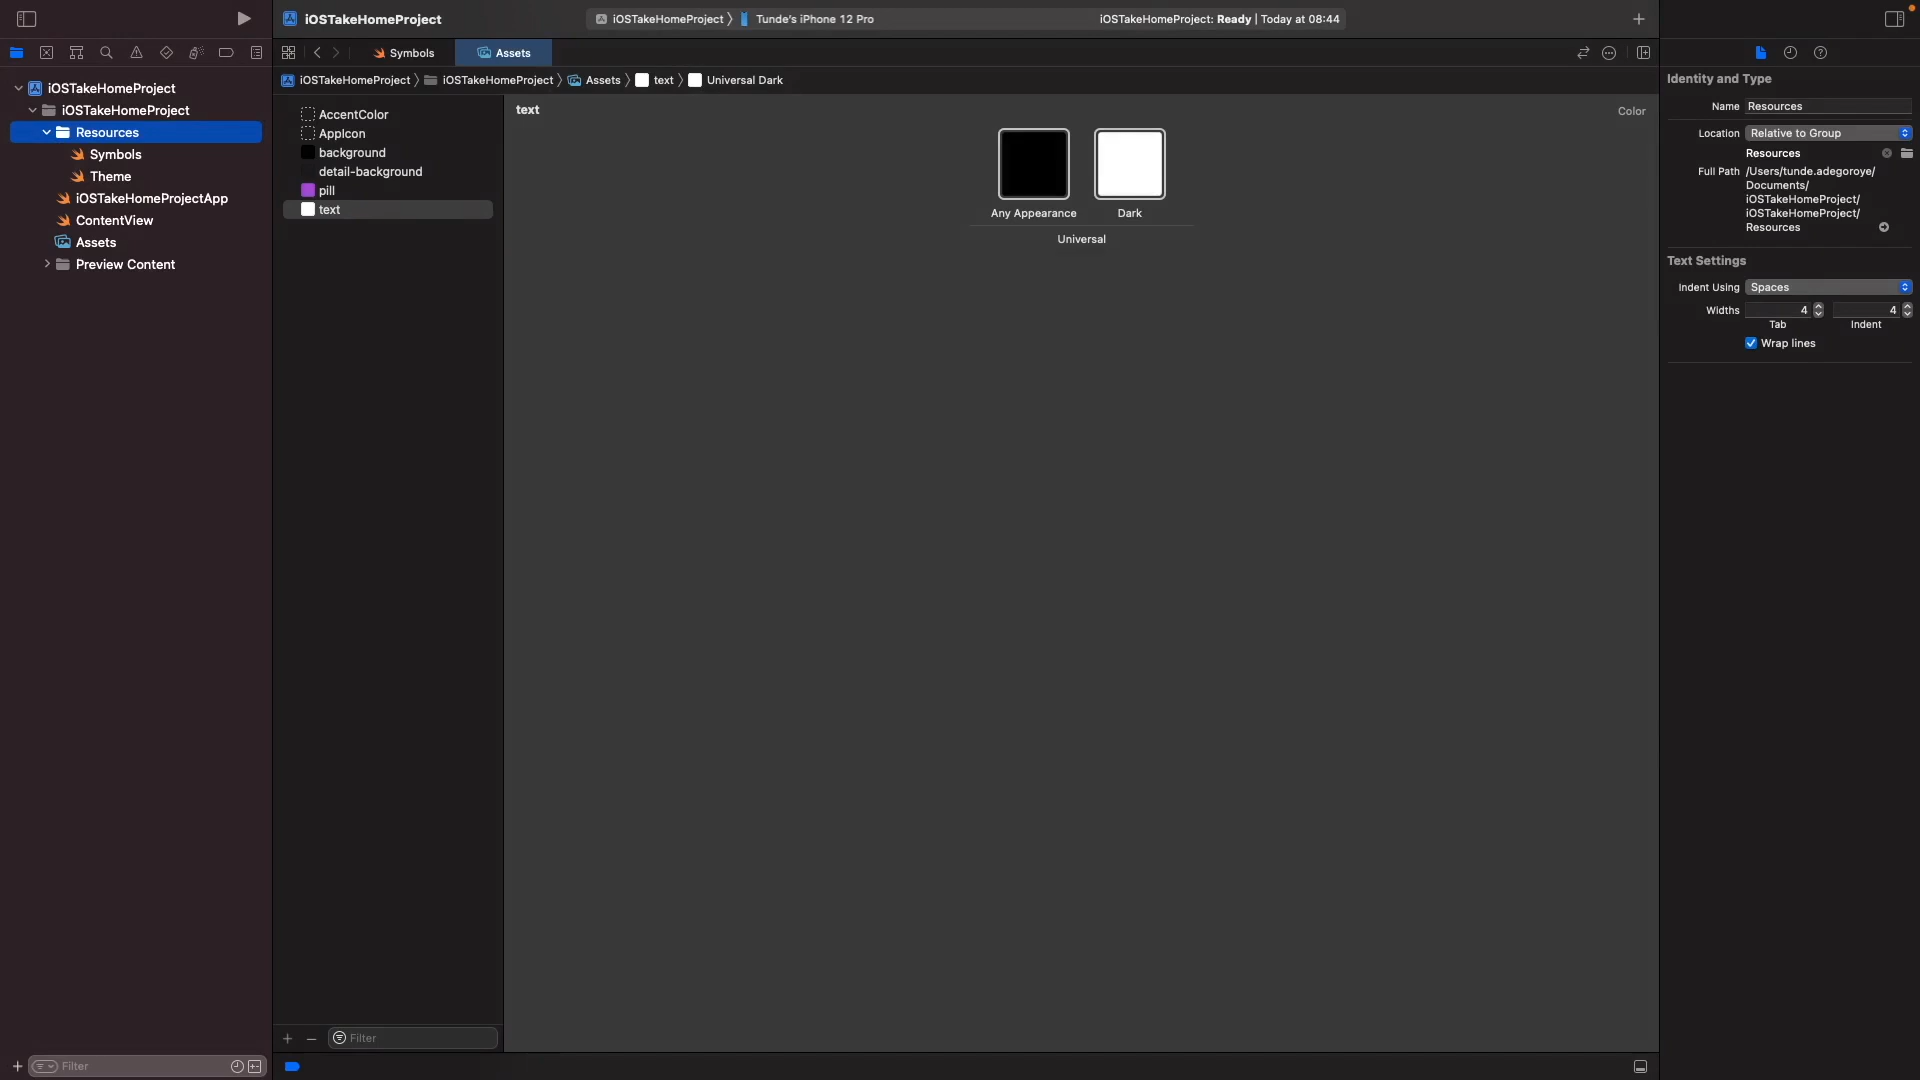 iOSTakeHomeProject
iOSTakeHomeProject
Tunde's iPhone 12 Pro
iOSTakeHomeProject: Ready | Today at 08:44
Symbols
Assets
iOSTakeHomeProject
iOSTakeHomeProject
Assets
text
Universal Dark
iOSTakeHomeProject
iOSTakeHomeProject
Resources
Symbols
Theme
iOSTakeHomeProjectApp
ContentView
Assets
Preview Content
Filter
AccentColor
AppIcon
background
detail-background
pill
text
Filter
text
Color
Any Appearance
Dark
Universal
Identity and Type
Name Resources
Location Relative to Group
Resources
Full Path /Users/tunde.adegoroye/
Documents/
iOSTakeHomeProject/
iOSTakeHomeProject/
Resources
Text Settings
Indent Using Spaces
Widths 4 4
Tab Indent
Wrap lines